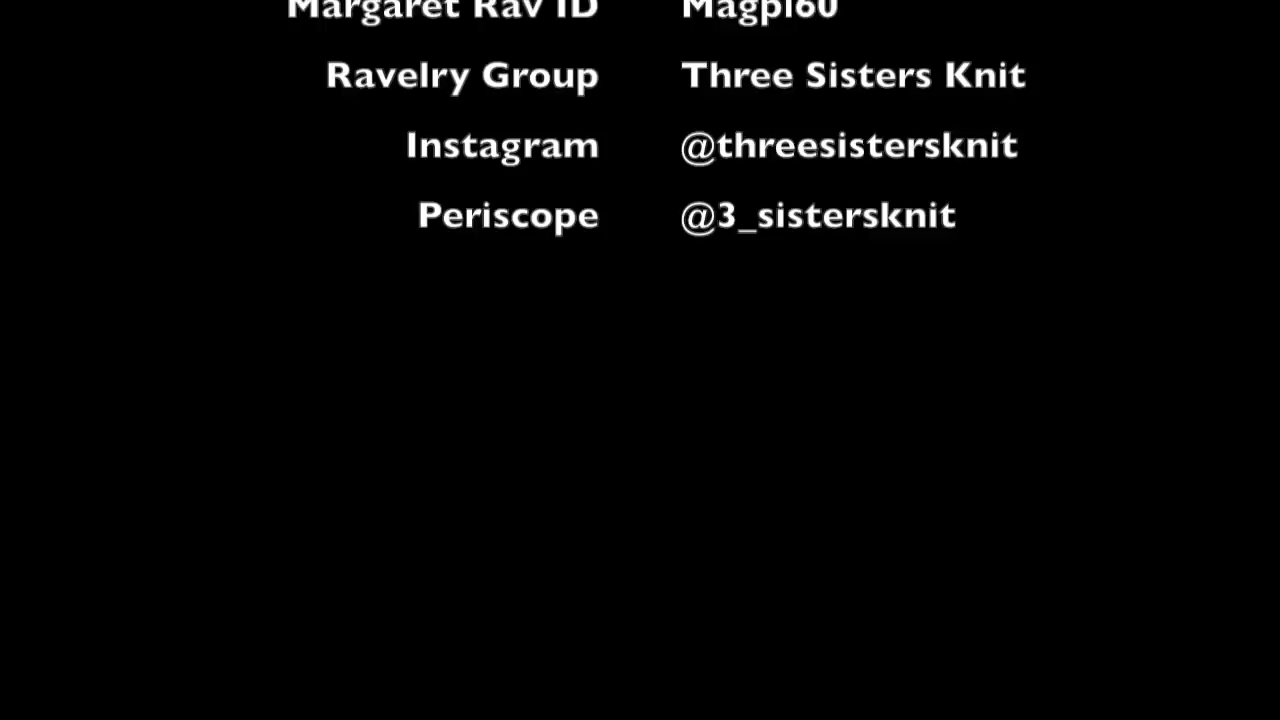 Margaret Rav ID Magpi60
Ravelry Group Three Sisters Knit
Instagram @threesistersknit
Periscope @3_sistersknit